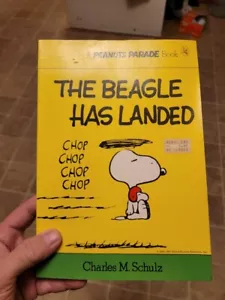 A PEANUTS PARADE Book
THE BEAGLE
HAS LANDED
CHOP
CHOP
CHOP
CHOP
Charles M. Schulz